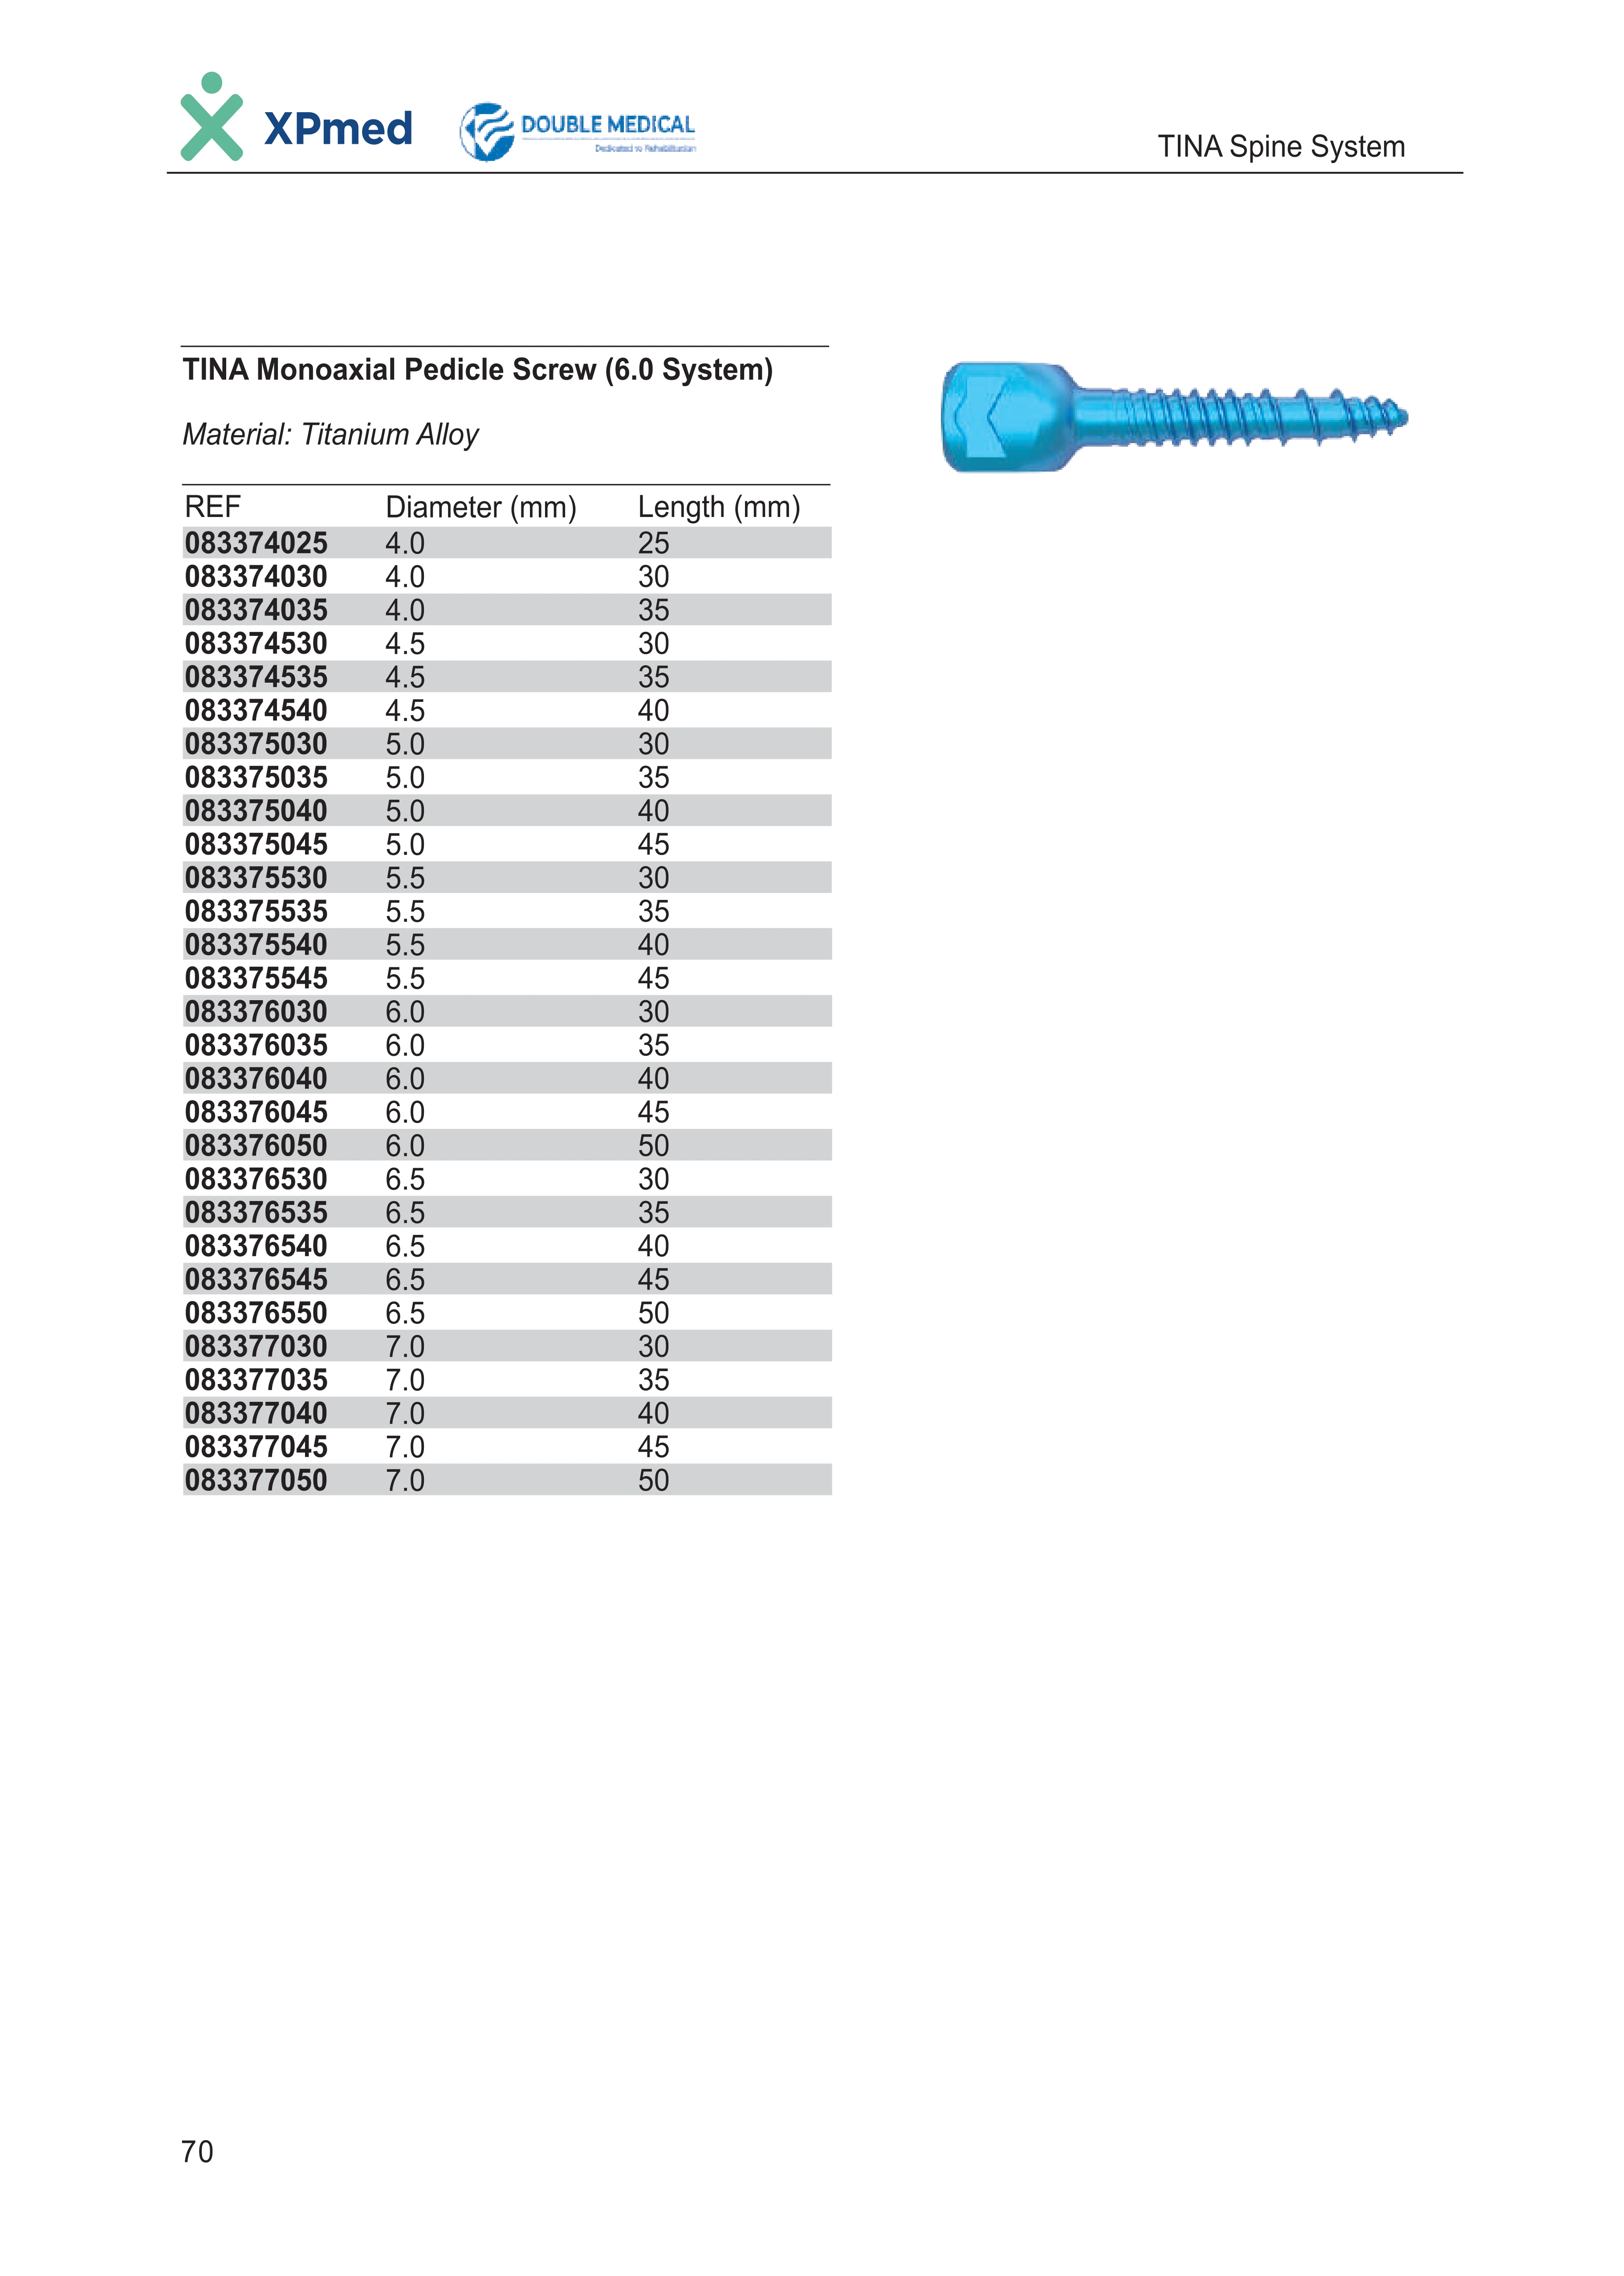 XPmed
DOUBLE MEDICAL
Dedicated to Rehabilitation
TINA Spine System
TINA Monoaxial Pedicle Screw (6.0 System)
Material: Titanium Alloy
REF Diameter (mm) Length (mm)
083374025 4.0 25
083374030 4.0 30
083374035 4.0 35
083374530 4.5 30
083374535 4.5 35
083374540 4.5 40
083375030 5.0 30
083375035 5.0 35
083375040 5.0 40
083375045 5.0 45
083375530 5.5 30
083375535 5.5 35
083375540 5.5 40
083375545 5.5 45
083376030 6.0 30
083376035 6.0 35
083376040 6.0 40
083376045 6.0 45
083376050 6.0 50
083376530 6.5 30
083376535 6.5 35
083376540 6.5 40
083376545 6.5 45
083376550 6.5 50
083377030 7.0 30
083377035 7.0 35
083377040 7.0 40
083377045 7.0 45
083377050 7.0 50
70